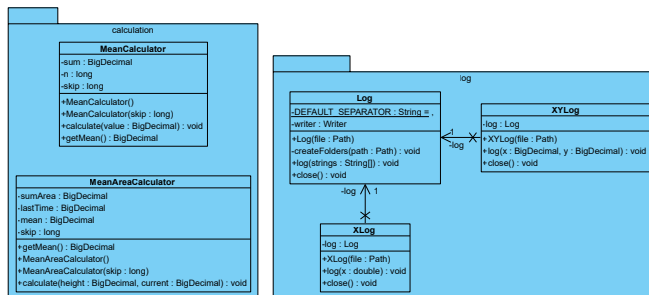 calculation
MeanCalculator
-sum : BigDecimal
-n : long
-skip : long
+MeanCalculator()
+MeanCalculator(skip : long)
+calculate(value : BigDecimal) : void
+getMean() : BigDecimal
MeanAreaCalculator
-sumArea : BigDecimal
-lastTime : BigDecimal
-mean : BigDecimal
-skip : long
+getMean() : BigDecimal
+MeanAreaCalculator()
+MeanAreaCalculator(skip : long)
+calculate(height : BigDecimal, current : BigDecimal) : void
log
Log
-DEFAULT_SEPARATOR : String = ,
-writer : Writer
+Log(file : Path)
-createFolders(path : Path) : void
+log(strings : String[]) : void
+close() : void
1
-log
XYLog
-log : Log
+XYLog(file : Path)
+log(x : BigDecimal, y : BigDecimal) : void
+close() : void
-log 1
XLog
-log : Log
+XLog(file : Path)
+log(x : double) : void
+close() : void